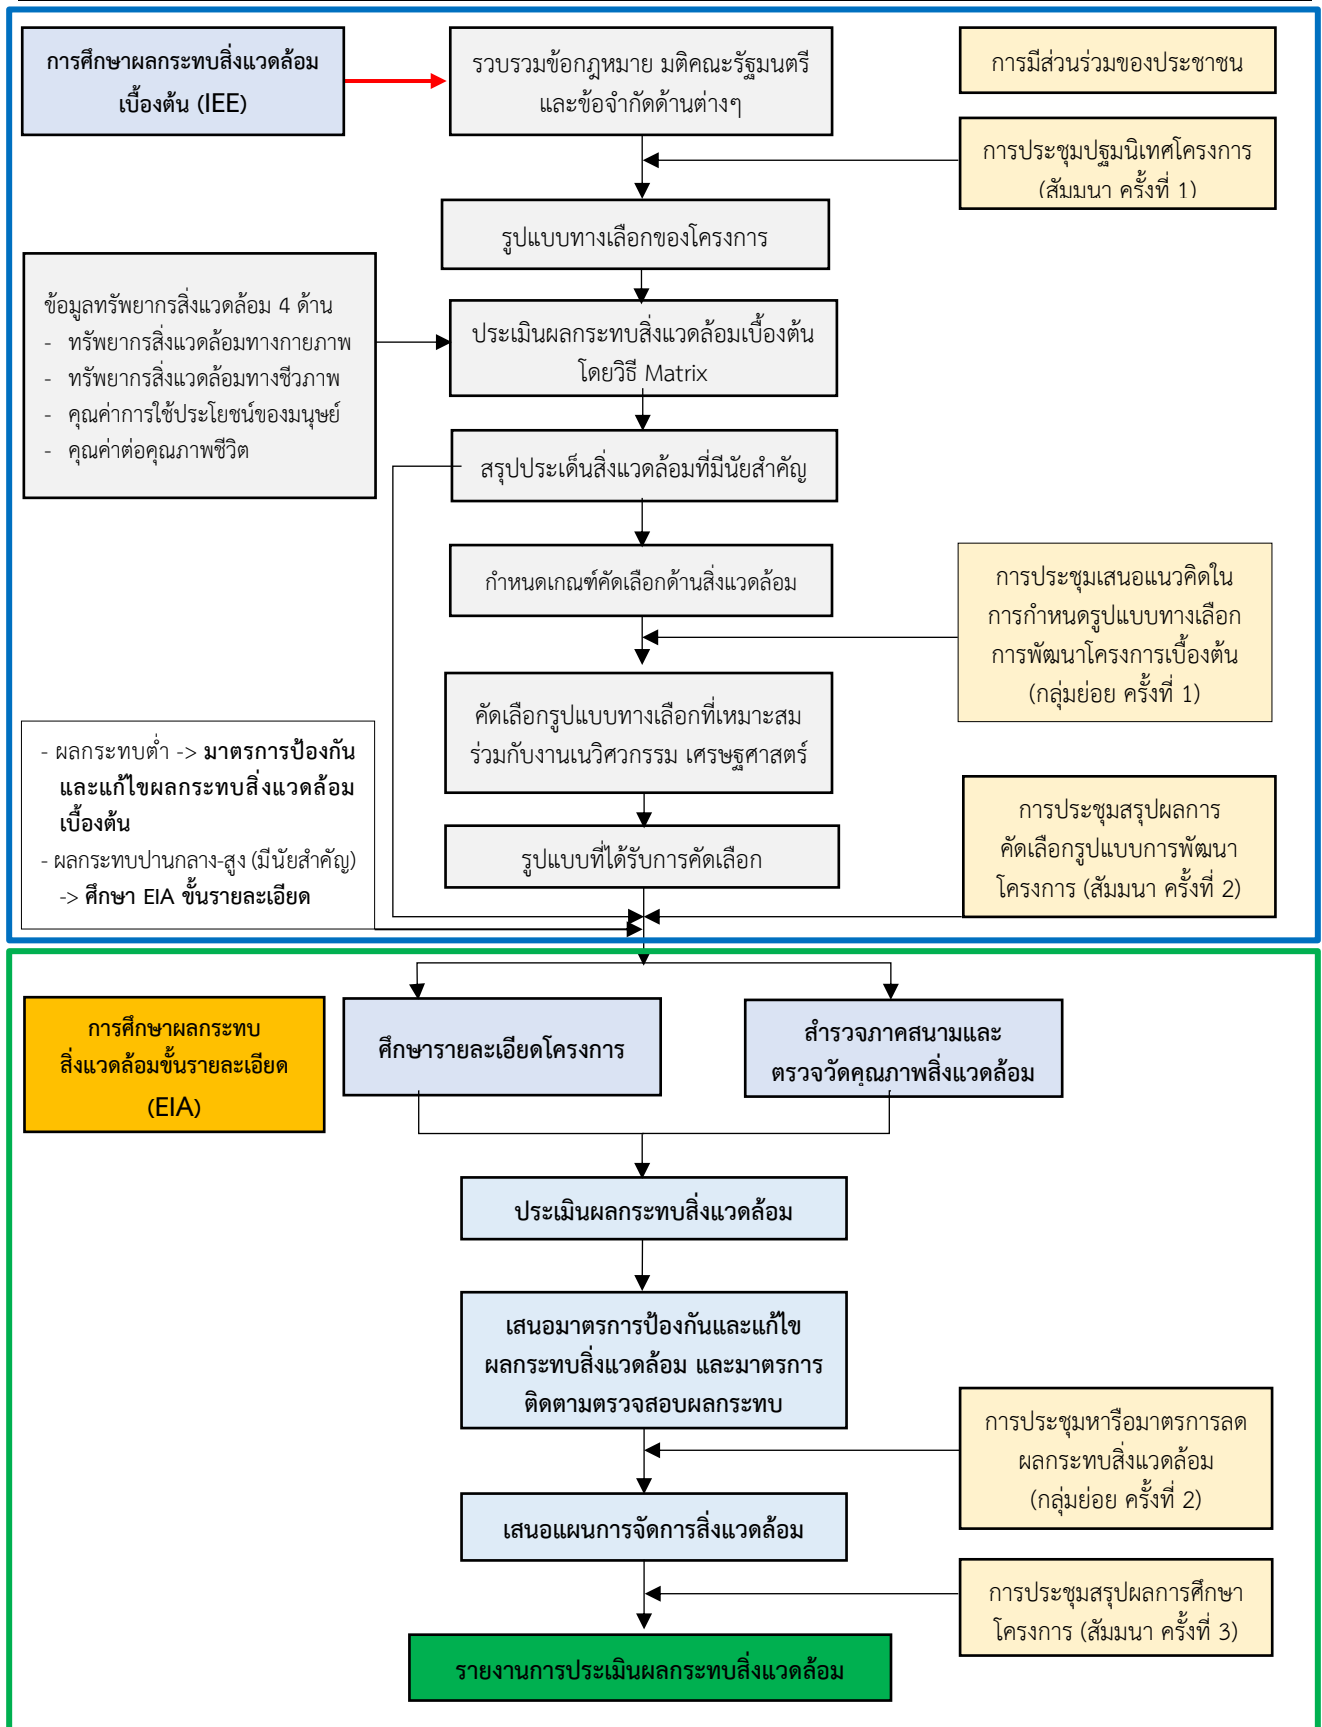 การศึกษาผลกระทบสิ่งแวดล้อม
เบื้องต้น (IEE)
รวบรวมข้อกฎหมาย มติคณะรัฐมนตรี
และข้อจำกัดด้านต่างๆ
การมีส่วนร่วมของประชาชน
การประชุมปฐมนิเทศโครงการ
(สัมมนา ครั้งที่ 1)
รูปแบบทางเลือกของโครงการ
ข้อมูลทรัพยากรสิ่งแวดล้อม 4 ด้าน
- ทรัพยากรสิ่งแวดล้อมทางกายภาพ
- ทรัพยากรสิ่งแวดล้อมทางชีวภาพ
- คุณค่าการใช้ประโยชน์ของมนุษย์
- คุณค่าต่อคุณภาพชีวิต
ประเมินผลกระทบสิ่งแวดล้อมเบื้องต้น
โดยวิธี Matrix
สรุปประเด็นสิ่งแวดล้อมที่มีนัยสำคัญ
กำหนดเกณฑ์คัดเลือกด้านสิ่งแวดล้อม
การประชุมเสนอแนวคิดใน
การกำหนดรูปแบบทางเลือก
การพัฒนาโครงการเบื้องต้น
(กลุ่มย่อย ครั้งที่ 1)
คัดเลือกรูปแบบทางเลือกที่เหมาะสม
ร่วมกับงานเนวิศวกรรม เศรษฐศาสตร์
- ผลกระทบต่ำ -> มาตรการป้องกัน
และแก้ไขผลกระทบสิ่งแวดล้อม
เบื้องต้น
- ผลกระทบปานกลาง-สูง (มีนัยสำคัญ)
-> ศึกษา EIA ขั้นรายละเอียด
การประชุมสรุปผลการ
คัดเลือกรูปแบบการพัฒนา
โครงการ (สัมมนา ครั้งที่ 2)
รูปแบบที่ได้รับการคัดเลือก
การศึกษาผลกระทบ
สิ่งแวดล้อมขั้นรายละเอียด
(EIA)
ศึกษารายละเอียดโครงการ
สำรวจภาคสนามและ
ตรวจวัดคุณภาพสิ่งแวดล้อม
ประเมินผลกระทบสิ่งแวดล้อม
เสนอมาตรการป้องกันและแก้ไข
ผลกระทบสิ่งแวดล้อม และมาตรการ
ติดตามตรวจสอบผลกระทบ
การประชุมหารือมาตรการลด
ผลกระทบสิ่งแวดล้อม
(กลุ่มย่อย ครั้งที่ 2)
เสนอแผนการจัดการสิ่งแวดล้อม
การประชุมสรุปผลการศึกษา
โครงการ (สัมมนา ครั้งที่ 3)
รายงานการประเมินผลกระทบสิ่งแวดล้อม